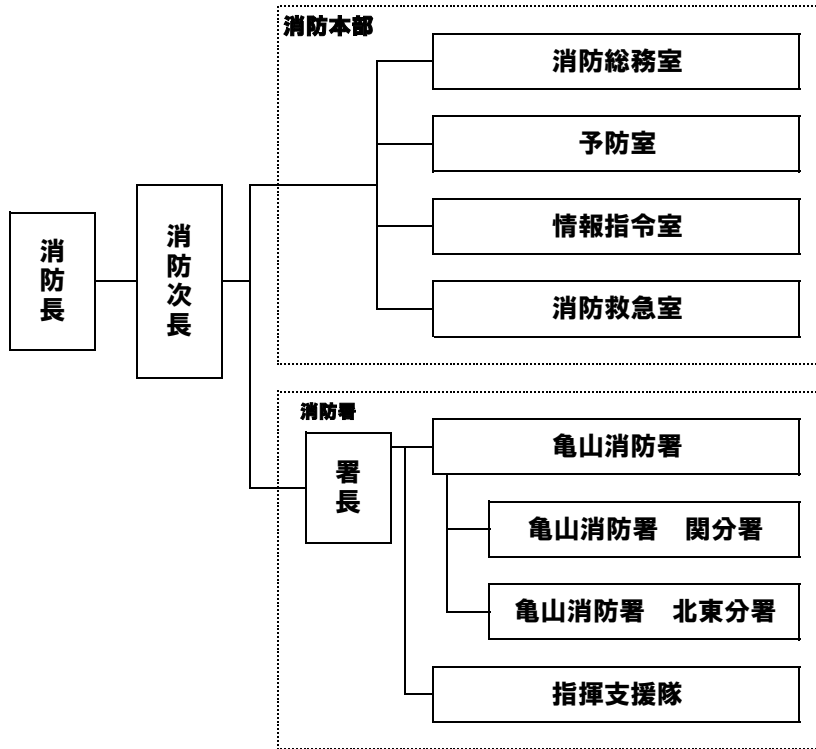 消防本部
消防総務室
予防室
情報指令室
消防救急室
消防長
消防次長
消防署
署長
亀山消防署
亀山消防署　関分署
亀山消防署　北東分署
指揮支援隊